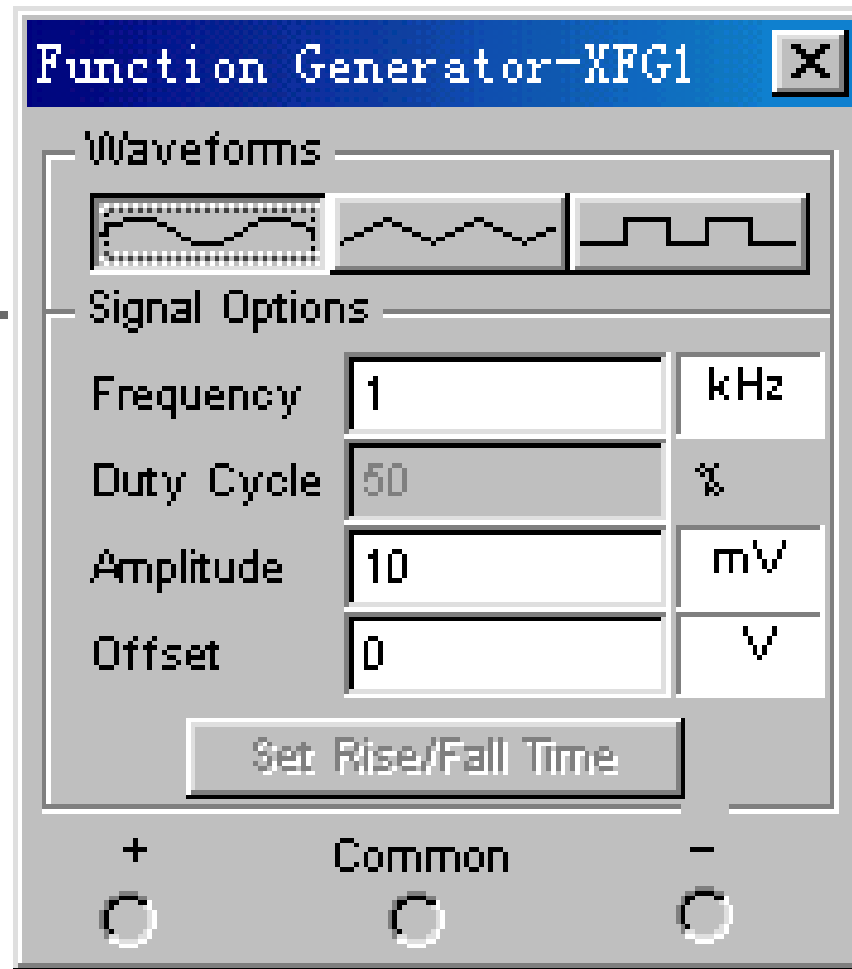 Function Generator-XFG1
Waveforms
Signal Options
Frequency 1 kHz
Duty Cycle 50 %
Amplitude 10 mV
Offset 0 V
Set Rise/Fall Time
+ Common −